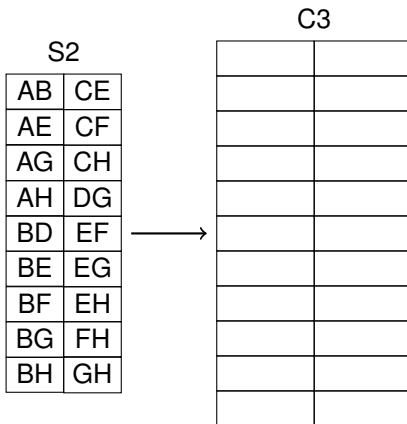 C3
S2
AB CE
AE CF
AG CH
AH DG
BD EF
BE EG
BF EH
BG FH
BH GH